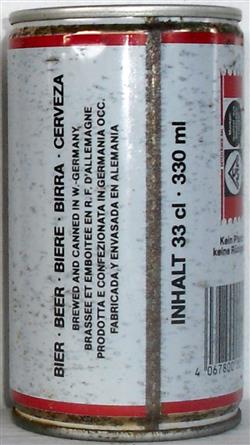 BIER · BEER · BIERE · BIRRA · CERVEZA
BREWED AND CANNED IN W.-GERMANY
BRASSEE ET EMBOITEE EN R. F. D'ALLEMAGNE
PRODOTTA E CONFEZIONATA IN GERMANIA OCC.
FABRICADA Y ENVASADA EN ALEMANIA
INHALT 33 cl · 330 ml
Kein
keine
4 067800